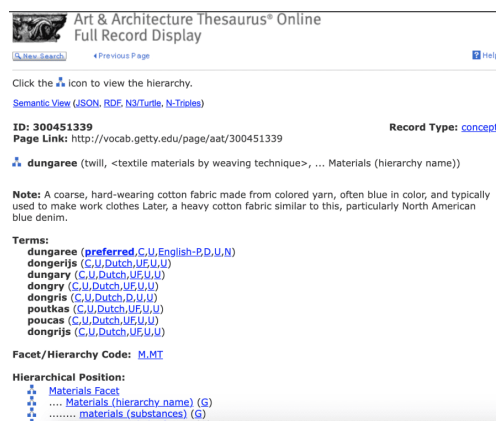 Art & Architecture Thesaurus® Online
Full Record Display
New Search
Previous Page
? Help
Click the icon to view the hierarchy.
Semantic View (JSON, RDF, N3/Turtle, N-Triples)
ID: 300451339 Record Type: concept
Page Link: http://vocab.getty.edu/page/aat/300451339
dungaree (twill, <textile materials by weaving technique>, ... Materials (hierarchy name))
Note: A coarse, hard-wearing cotton fabric made from colored yarn, often blue in color, and typically
used to make work clothes Later, a heavy cotton fabric similar to this, particularly North American
blue denim.
Terms:
dungaree (preferred,C,U,English-P,D,U,N)
dongerijs (C,U,Dutch,UF,U,U)
dungary (C,U,Dutch,UF,U,U)
dongry (C,U,Dutch,UF,U,U)
dongris (C,U,Dutch,D,U,U)
poutkas (C,U,Dutch,UF,U,U)
poucas (C,U,Dutch,UF,U,U)
dongrijs (C,U,Dutch,UF,U,U)
Facet/Hierarchy Code: M.MT
Hierarchical Position:
Materials Facet
.... Materials (hierarchy name) (G)
........ materials (substances) (G)